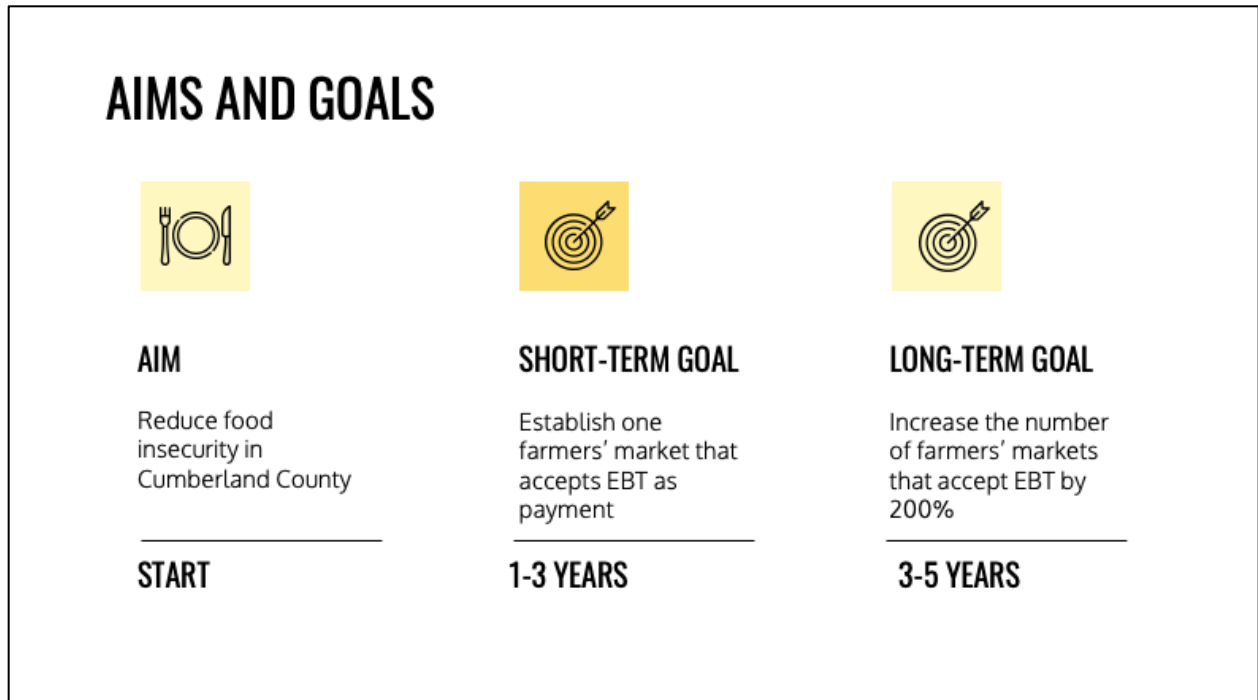 AIMS AND GOALS
AIM
Reduce food
insecurity in
Cumberland County
START
SHORT-TERM GOAL
Establish one
farmers’ market that
accepts EBT as
payment
1-3 YEARS
LONG-TERM GOAL
Increase the number
of farmers’ markets
that accept EBT by
200%
3-5 YEARS